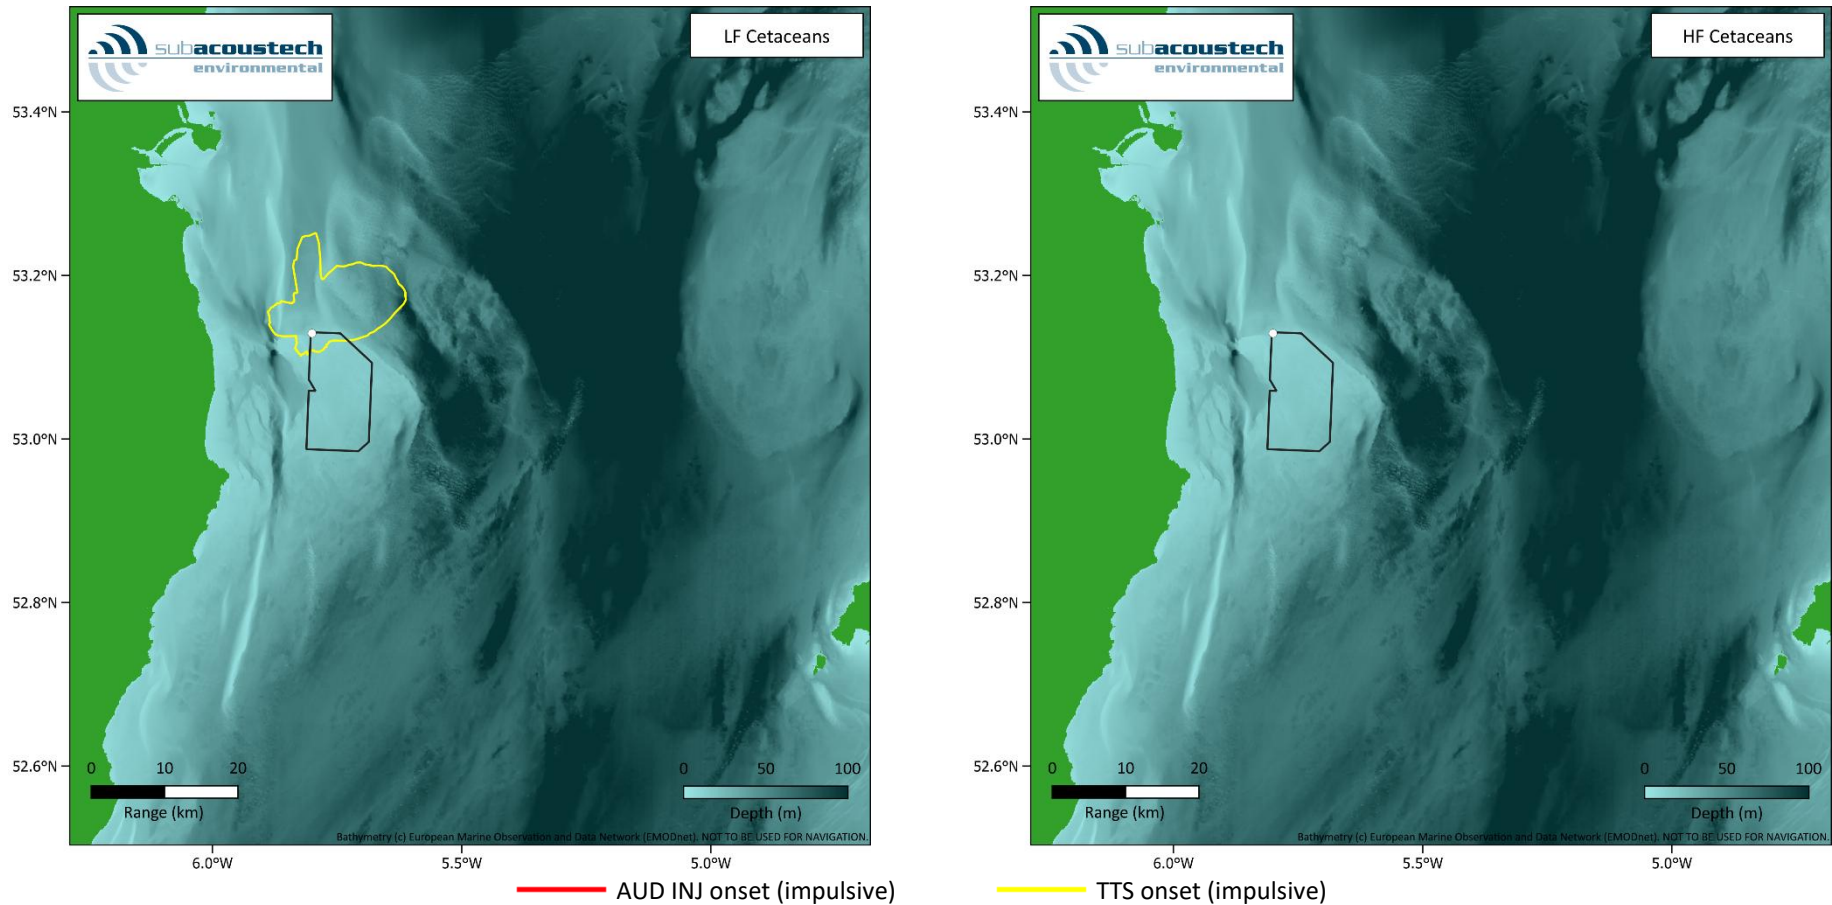 subacoustech
environmental
LF Cetaceans
53.4°N
53.2°N
53.0°N
52.8°N
52.6°N
0 10 20
Range (km)
0 50 100
Depth (m)
Bathymetry (c) European Marine Observation and Data Network (EMODnet). NOT TO BE USED FOR NAVIGATION.
6.0°W 5.5°W 5.0°W
subacoustech
environmental
HF Cetaceans
53.4°N
53.2°N
53.0°N
52.8°N
52.6°N
0 10 20
Range (km)
0 50 100
Depth (m)
Bathymetry (c) European Marine Observation and Data Network (EMODnet). NOT TO BE USED FOR NAVIGATION.
6.0°W 5.5°W 5.0°W
AUD INJ onset (impulsive) TTS onset (impulsive)